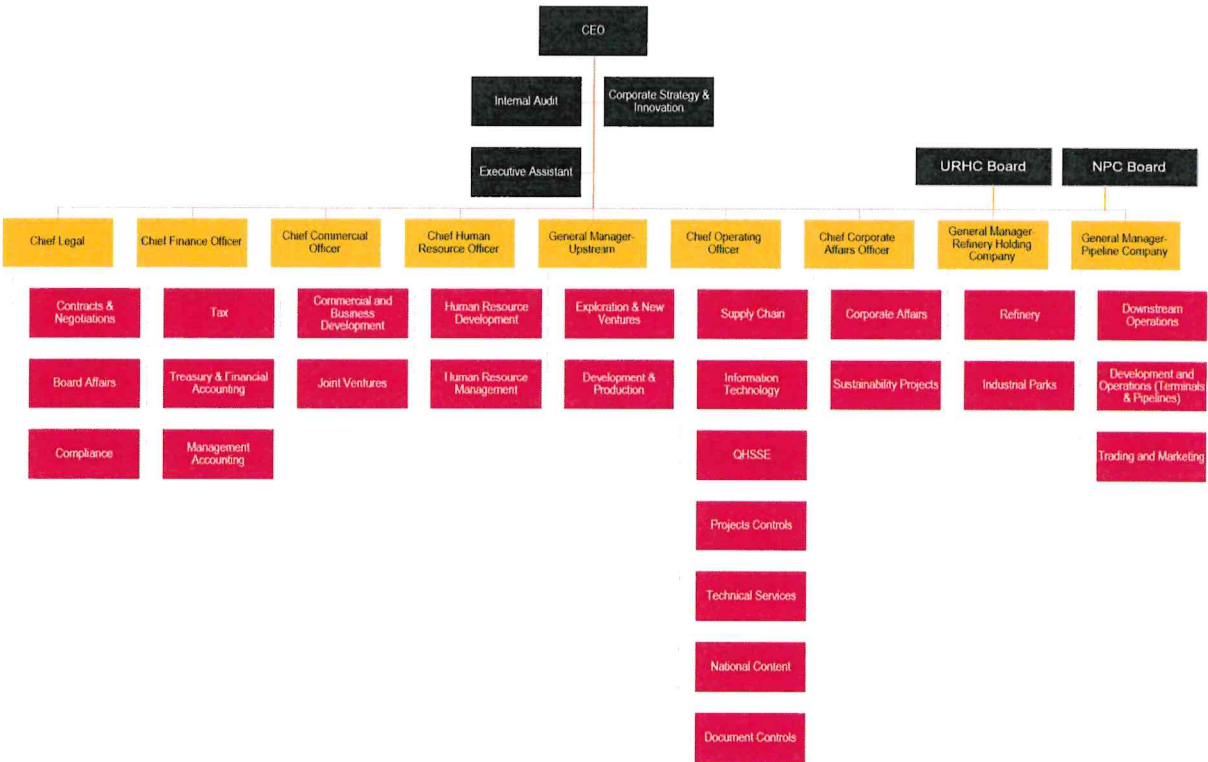 CEO
Internal Audit
Corporate Strategy &
Innovation
Executive Assistant
URHC Board
NPC Board
Chief Legal
Chief Finance Officer
Chief Commercial
Officer
Chief Human
Resource Officer
General Manager-
Upstream
Chief Operating
Officer
Chief Corporate
Affairs Officer
General Manager-
Refinery Holding
Company
General Manager-
Pipeline Company
Contracts &
Negotiations
Tax
Commercial and
Business
Development
Human Resource
Development
Exploration & New
Ventures
Supply Chain
Corporate Affairs
Refinery
Downstream
Operations
Board Affairs
Treasury & Financial
Accounting
Joint Ventures
Human Resource
Management
Development &
Production
Information
Technology
Sustainability Projects
Industrial Parks
Development and
Operations (Terminals
& Pipelines)
Compliance
Management
Accounting
QHSSE
Trading and Marketing
Projects Controls
Technical Services
National Content
Document Controls